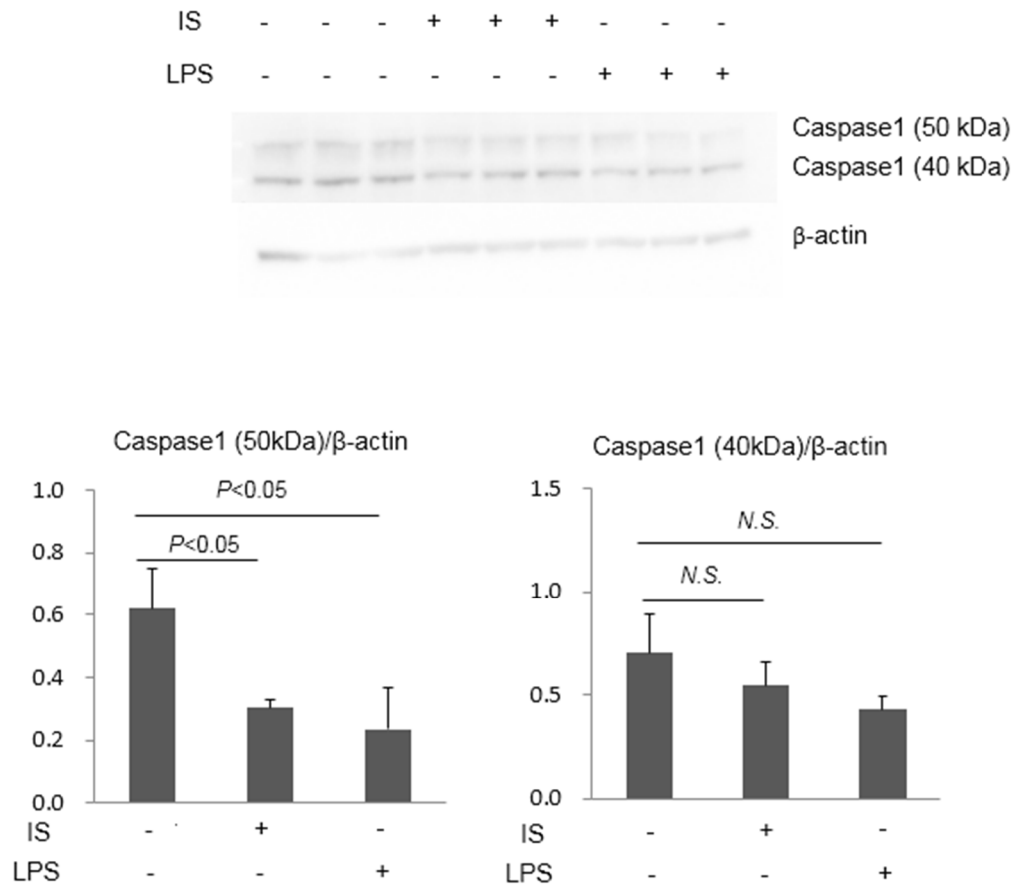 IS - - - + + + - - -
LPS - - - - - - + + +
Caspase1 (50 kDa)
Caspase1 (40 kDa)
β-actin
Caspase1 (50kDa)/β-actin
1.0
0.8
0.6
0.4
0.2
0.0
P<0.05
P<0.05
IS - + -
LPS - - +
Caspase1 (40kDa)/β-actin
1.5
1.0
0.5
0.0
N.S.
N.S.
IS - + -
LPS - - +